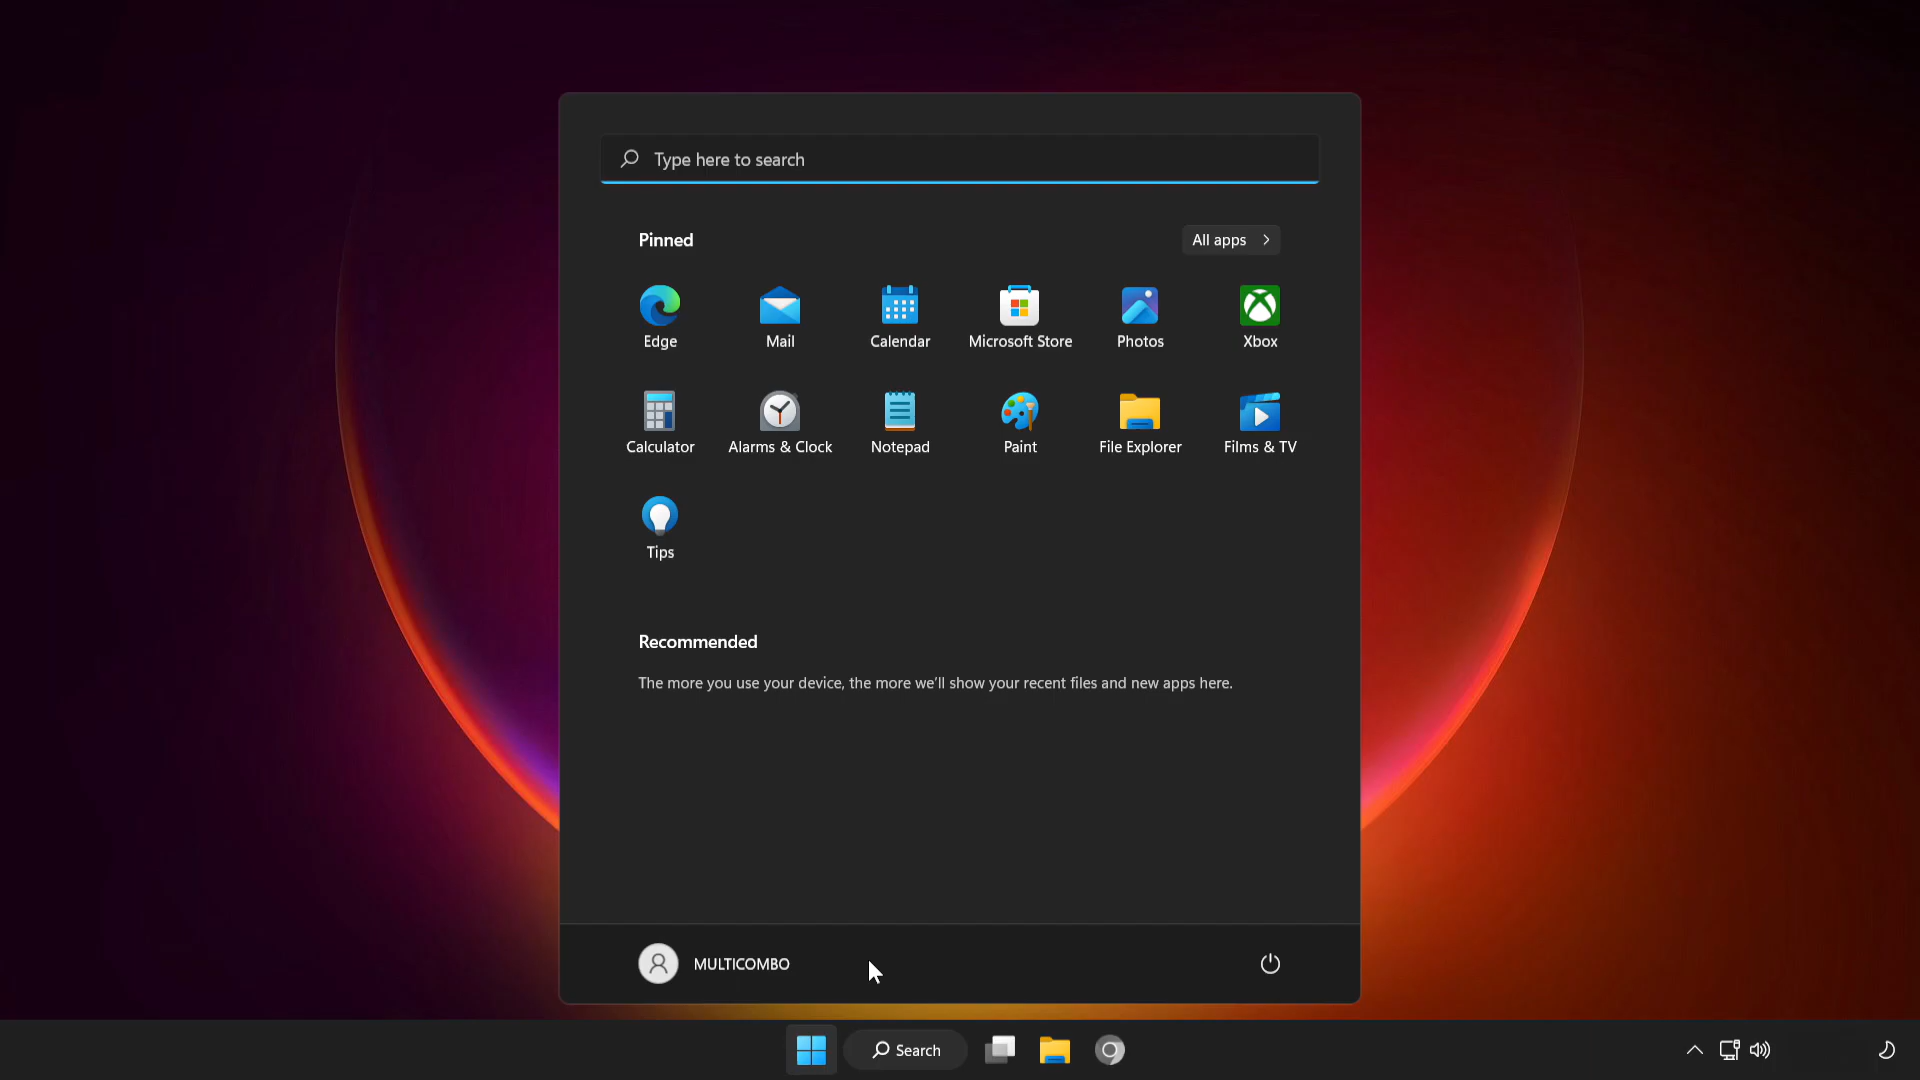 Type here to search
Pinned
All apps
Edge
Mail
Calendar
Microsoft Store
Photos
Xbox
Calculator
Alarms & Clock
Notepad
Paint
File Explorer
Films & TV
Tips
Recommended
The more you use your device, the more we’ll show your recent files and new apps here.
MULTICOMBO
Search